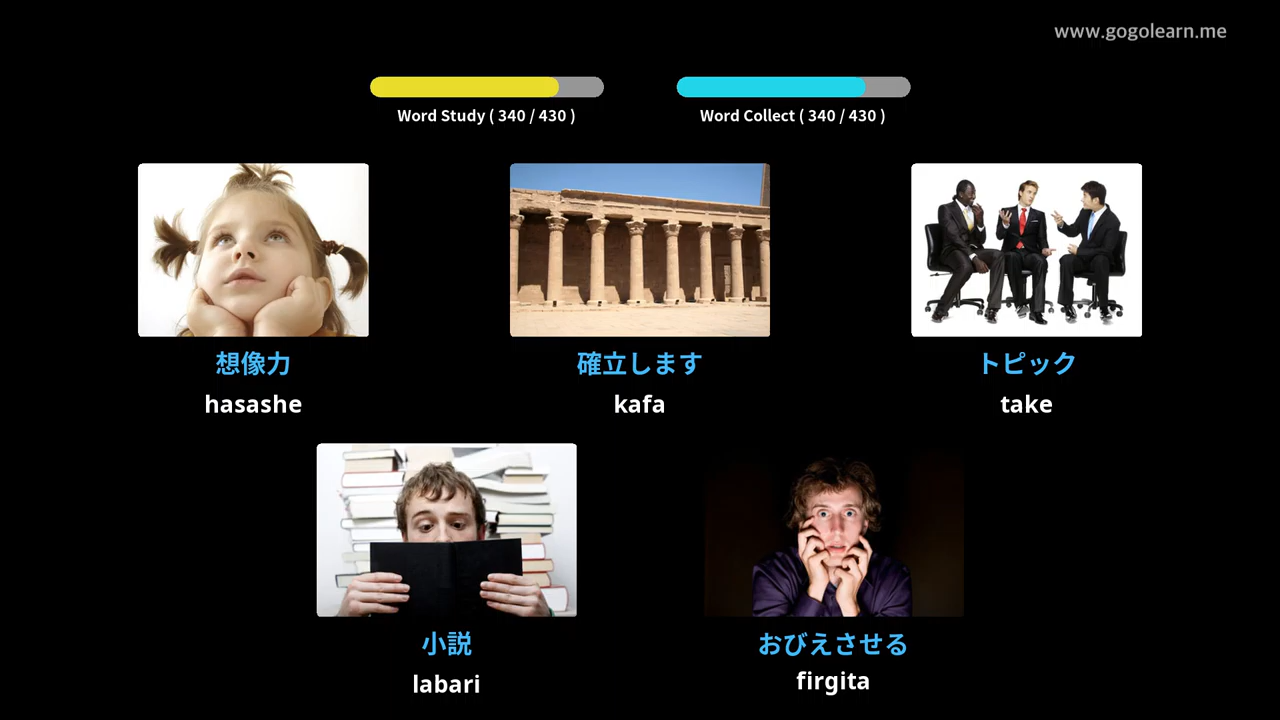 www.gogolearn.me
Word Study ( 340 / 430 )
Word Collect ( 340 / 430 )
想像力
hasashe
確立します
kafa
トピック
take
小説
labari
おびえさせる
firgita